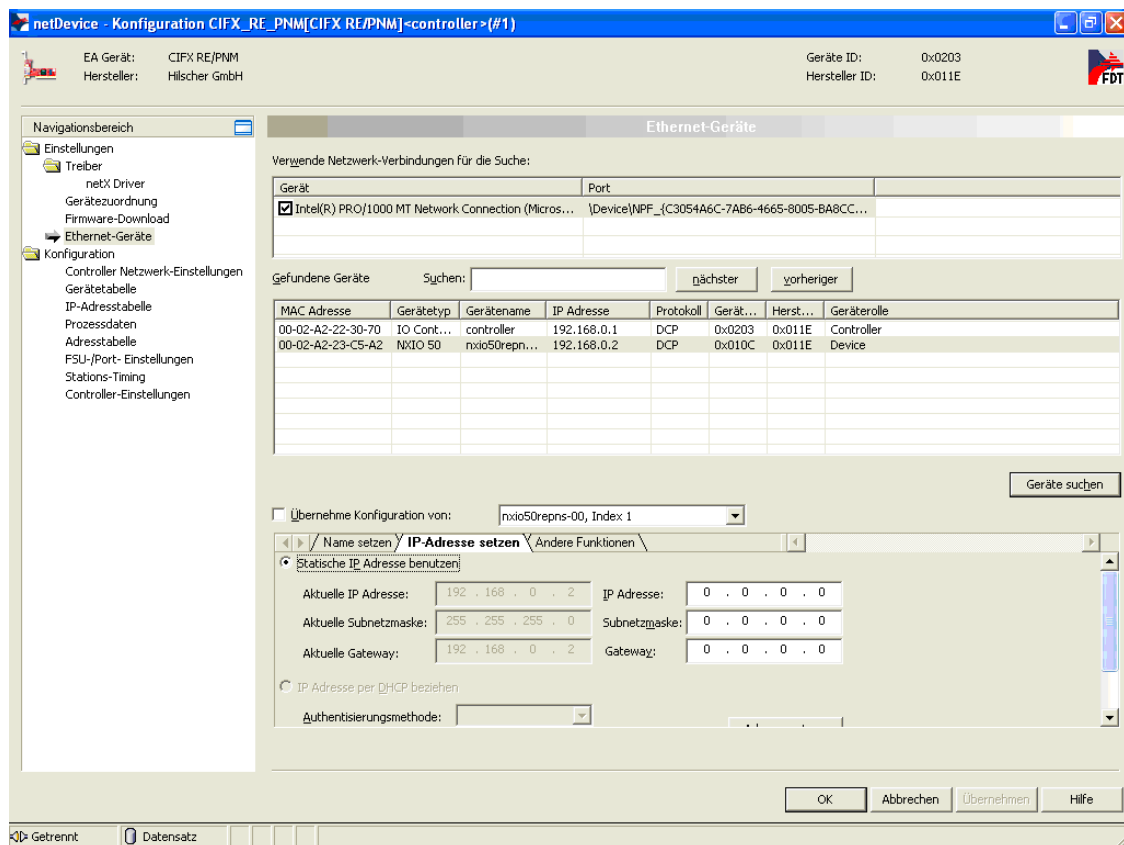 netDevice - Konfiguration CIFX_RE_PNM[CIFX RE/PNM]<controller>(#1)
EA Gerät: CIFX RE/PNM Geräte ID: 0x0203
Hersteller: Hilscher GmbH Hersteller ID: 0x011E
FDT
Navigationsbereich
Einstellungen
Treiber
netX Driver
Gerätezuordnung
Firmware-Download
Ethernet-Geräte
Konfiguration
Controller Netzwerk-Einstellungen
Gerätetabelle
IP-Adresstabelle
Prozessdaten
Adresstabelle
FSU-/Port- Einstellungen
Stations-Timing
Controller-Einstellungen
Ethernet-Geräte
Verwende Netzwerk-Verbindungen für die Suche:
Gerät Port
Intel(R) PRO/1000 MT Network Connection (Micros... \Device\NPF_{C3054A6C-7AB6-4665-8005-BA8CC...
Gefundene Geräte Suchen: nächster vorheriger
MAC Adresse Gerätetyp Gerätename IP Adresse Protokoll Gerät... Herst... Geräterolle
00-02-A2-22-30-70 IO Cont... controller 192.168.0.1 DCP 0x0203 0x011E Controller
00-02-A2-23-C5-A2 NXIO 50 nxio50repn... 192.168.0.2 DCP 0x010C 0x011E Device
Geräte suchen
Übernehme Konfiguration von: nxio50repns-00, Index 1
Name setzen IP-Adresse setzen Andere Funktionen
Statische IP Adresse benutzen
Aktuelle IP Adresse: 192 . 168 . 0 . 2 IP Adresse: 0 . 0 . 0 . 0
Aktuelle Subnetzmaske: 255 . 255 . 255 . 0 Subnetzmaske: 0 . 0 . 0 . 0
Aktuelle Gateway: 192 . 168 . 0 . 2 Gateway: 0 . 0 . 0 . 0
IP Adresse per DHCP beziehen
Authentisierungsmethode:
OK Abbrechen Übernehmen Hilfe
Getrennt Datensatz